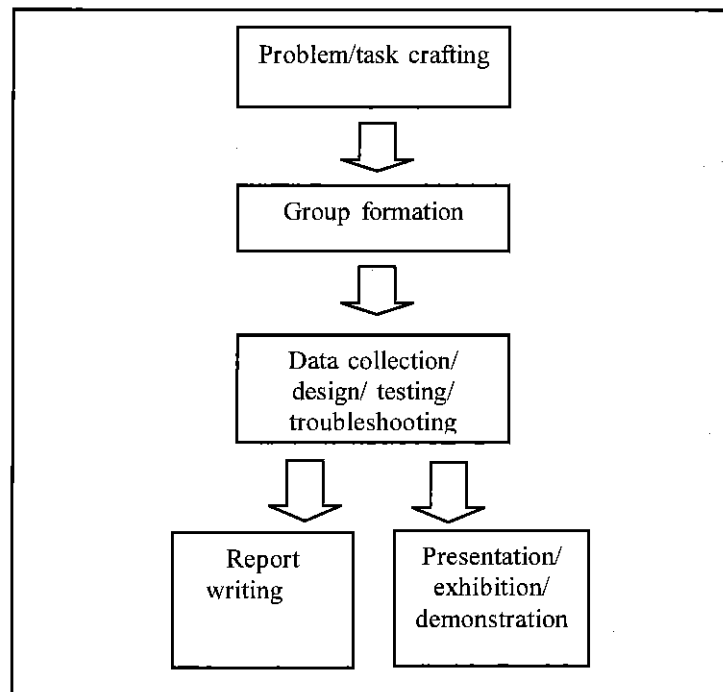 Problem/task crafting
Group formation
Data collection/
design/ testing/
troubleshooting
Report
writing
Presentation/
exhibition/
demonstration